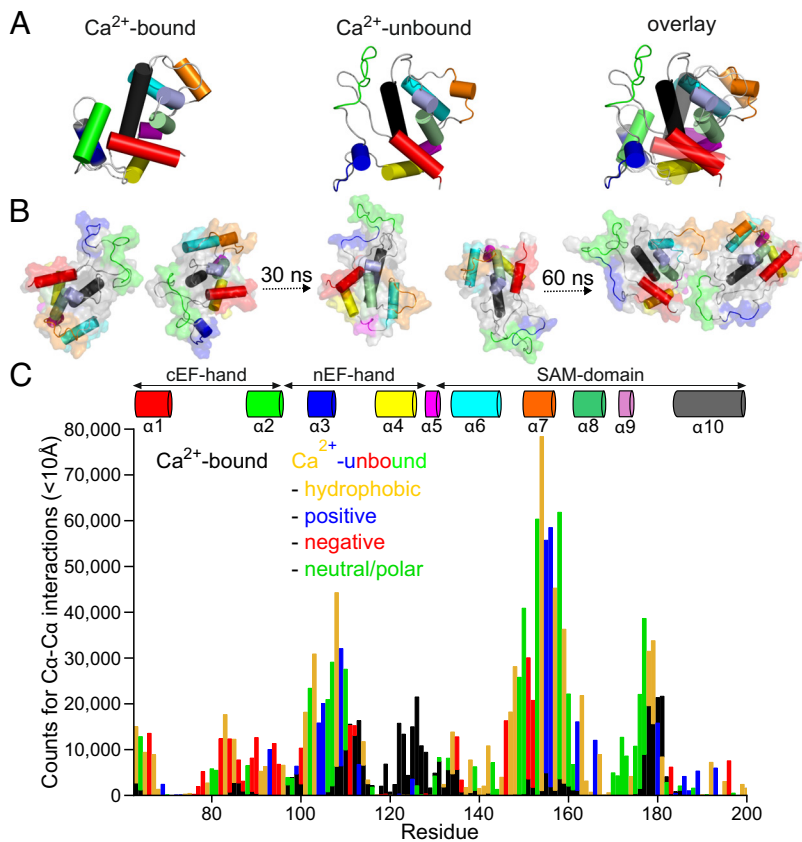 A
Ca2+-bound
Ca2+-unbound
overlay
B
30 ns
60 ns
C
cEF-hand
nEF-hand
SAM-domain
α1
α2
α3
α4
α5
α6
α7
α8
α9
α10
Counts for Cα-Cα interactions (<10Å)
80,000
70,000
60,000
50,000
40,000
30,000
20,000
10,000
0
Ca2+-bound
Ca2+-unbound
- hydrophobic
- positive
- negative
- neutral/polar
80
100
120
140
160
180
200
Residue